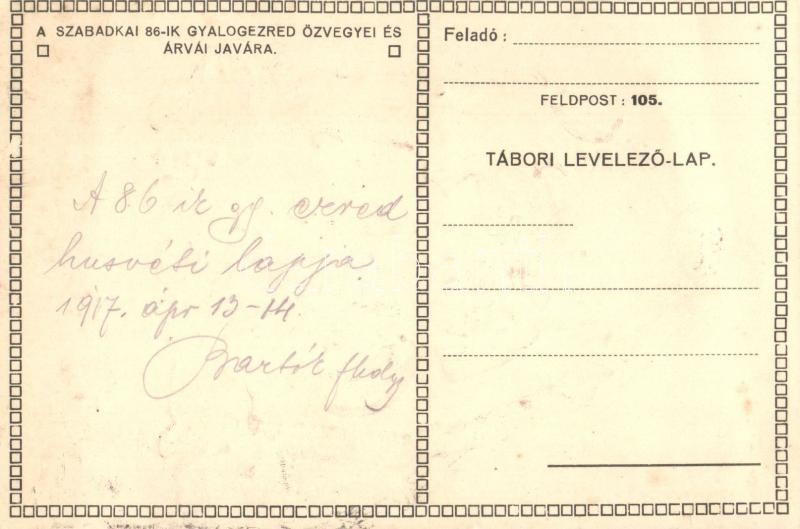 A SZABADKAI 86-IK GYALOGEZRED ÖZVEGYEI ÉS
ÁRVÁI JAVÁRA.
A 86 ik gy. ezred
husvéti lapja
1917. ápr 13-14.
Bartók fhdgy
Feladó:
FELDPOST: 105.
TÁBORI LEVELEZŐ-LAP.